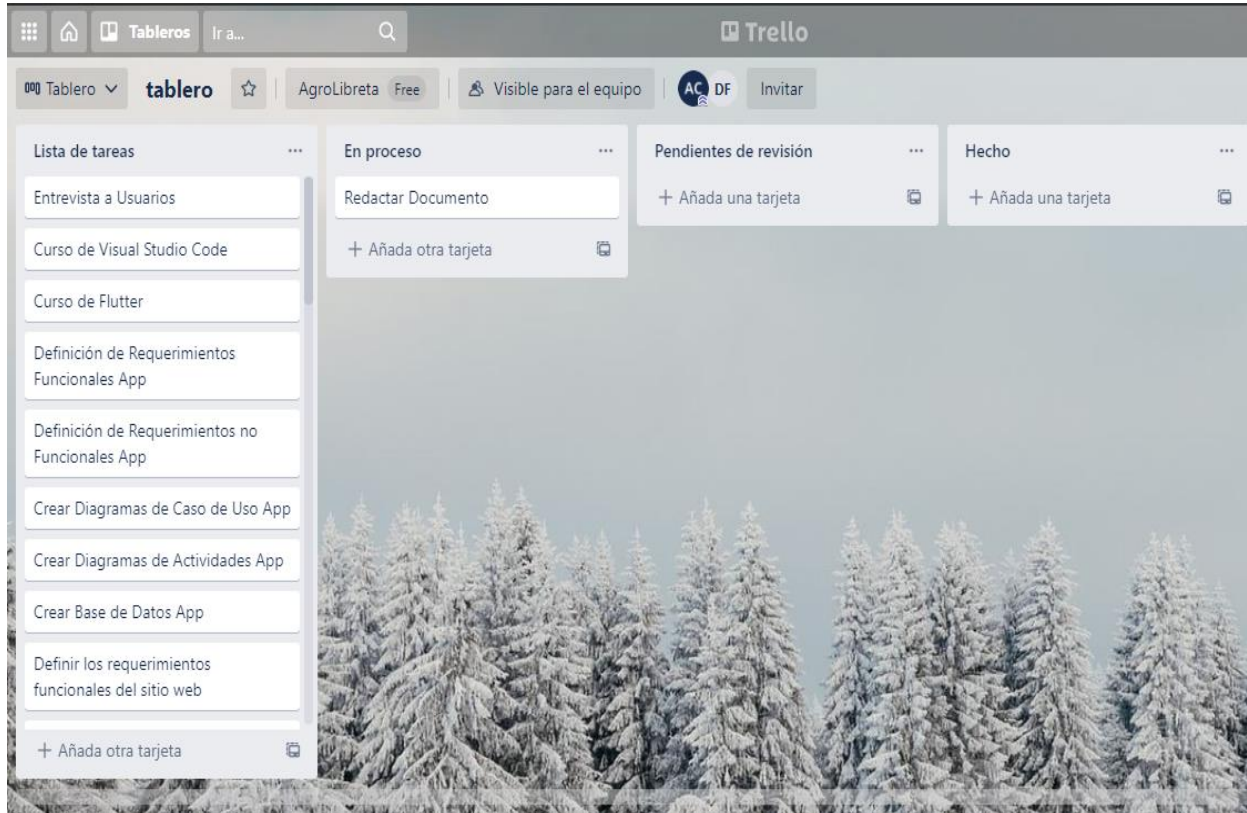 Tableros
Ir a...
Trello
Tablero
tablero
AgroLibreta Free
Visible para el equipo
AC
DF
Invitar
Lista de tareas
Entrevista a Usuarios
Curso de Visual Studio Code
Curso de Flutter
Definición de Requerimientos
Funcionales App
Definición de Requerimientos no
Funcionales App
Crear Diagramas de Caso de Uso App
Crear Diagramas de Actividades App
Crear Base de Datos App
Definir los requerimientos
funcionales del sitio web
+ Añada otra tarjeta
En proceso
Redactar Documento
+ Añada otra tarjeta
Pendientes de revisión
+ Añada una tarjeta
Hecho
+ Añada una tarjeta